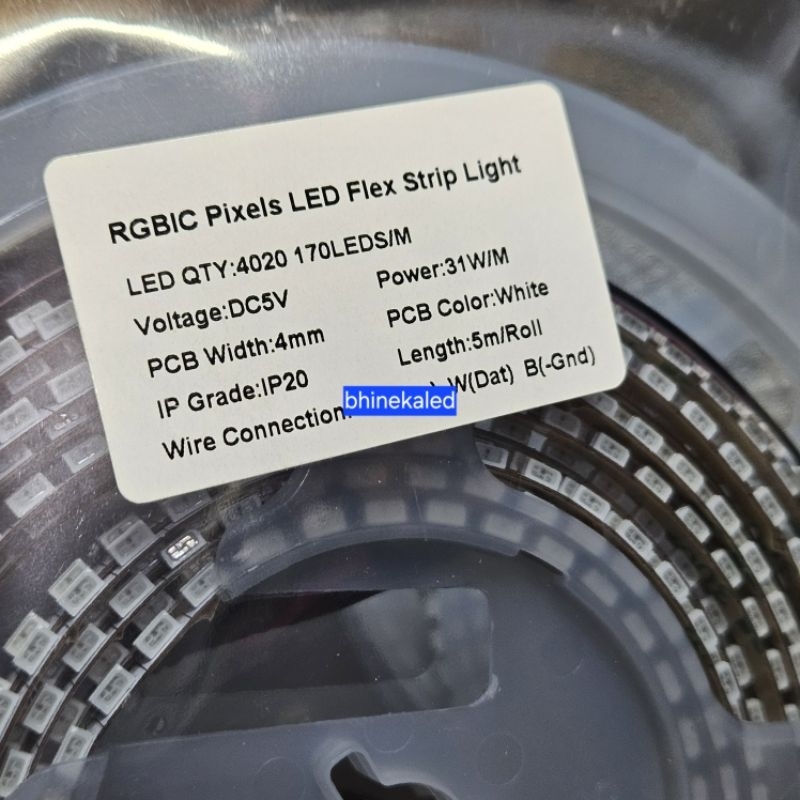 RGBIC Pixels LED Flex Strip Light
LED QTY:4020 170LEDS/M
Voltage:DC5V Power:31W/M
PCB Width:4mm PCB Color:White
IP Grade:IP20 Length:5m/Roll
Wire Connection: W(Dat) B(-Gnd)
bhinekaled